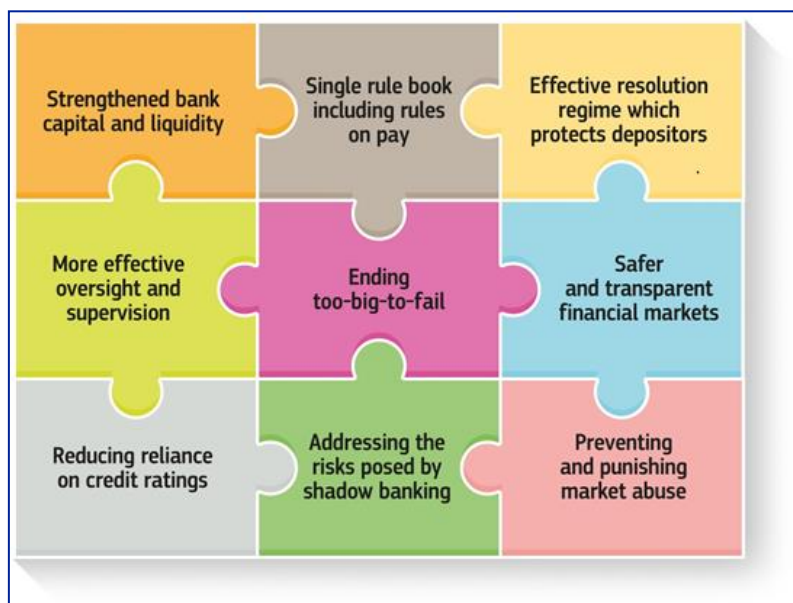 Strengthened bank
capital and liquidity
Single rule book
including rules
on pay
Effective resolution
regime which
protects depositors
More effective
oversight and
supervision
Ending
too-big-to-fail
Safer
and transparent
financial markets
Reducing reliance
on credit ratings
Addressing the
risks posed by
shadow banking
Preventing
and punishing
market abuse